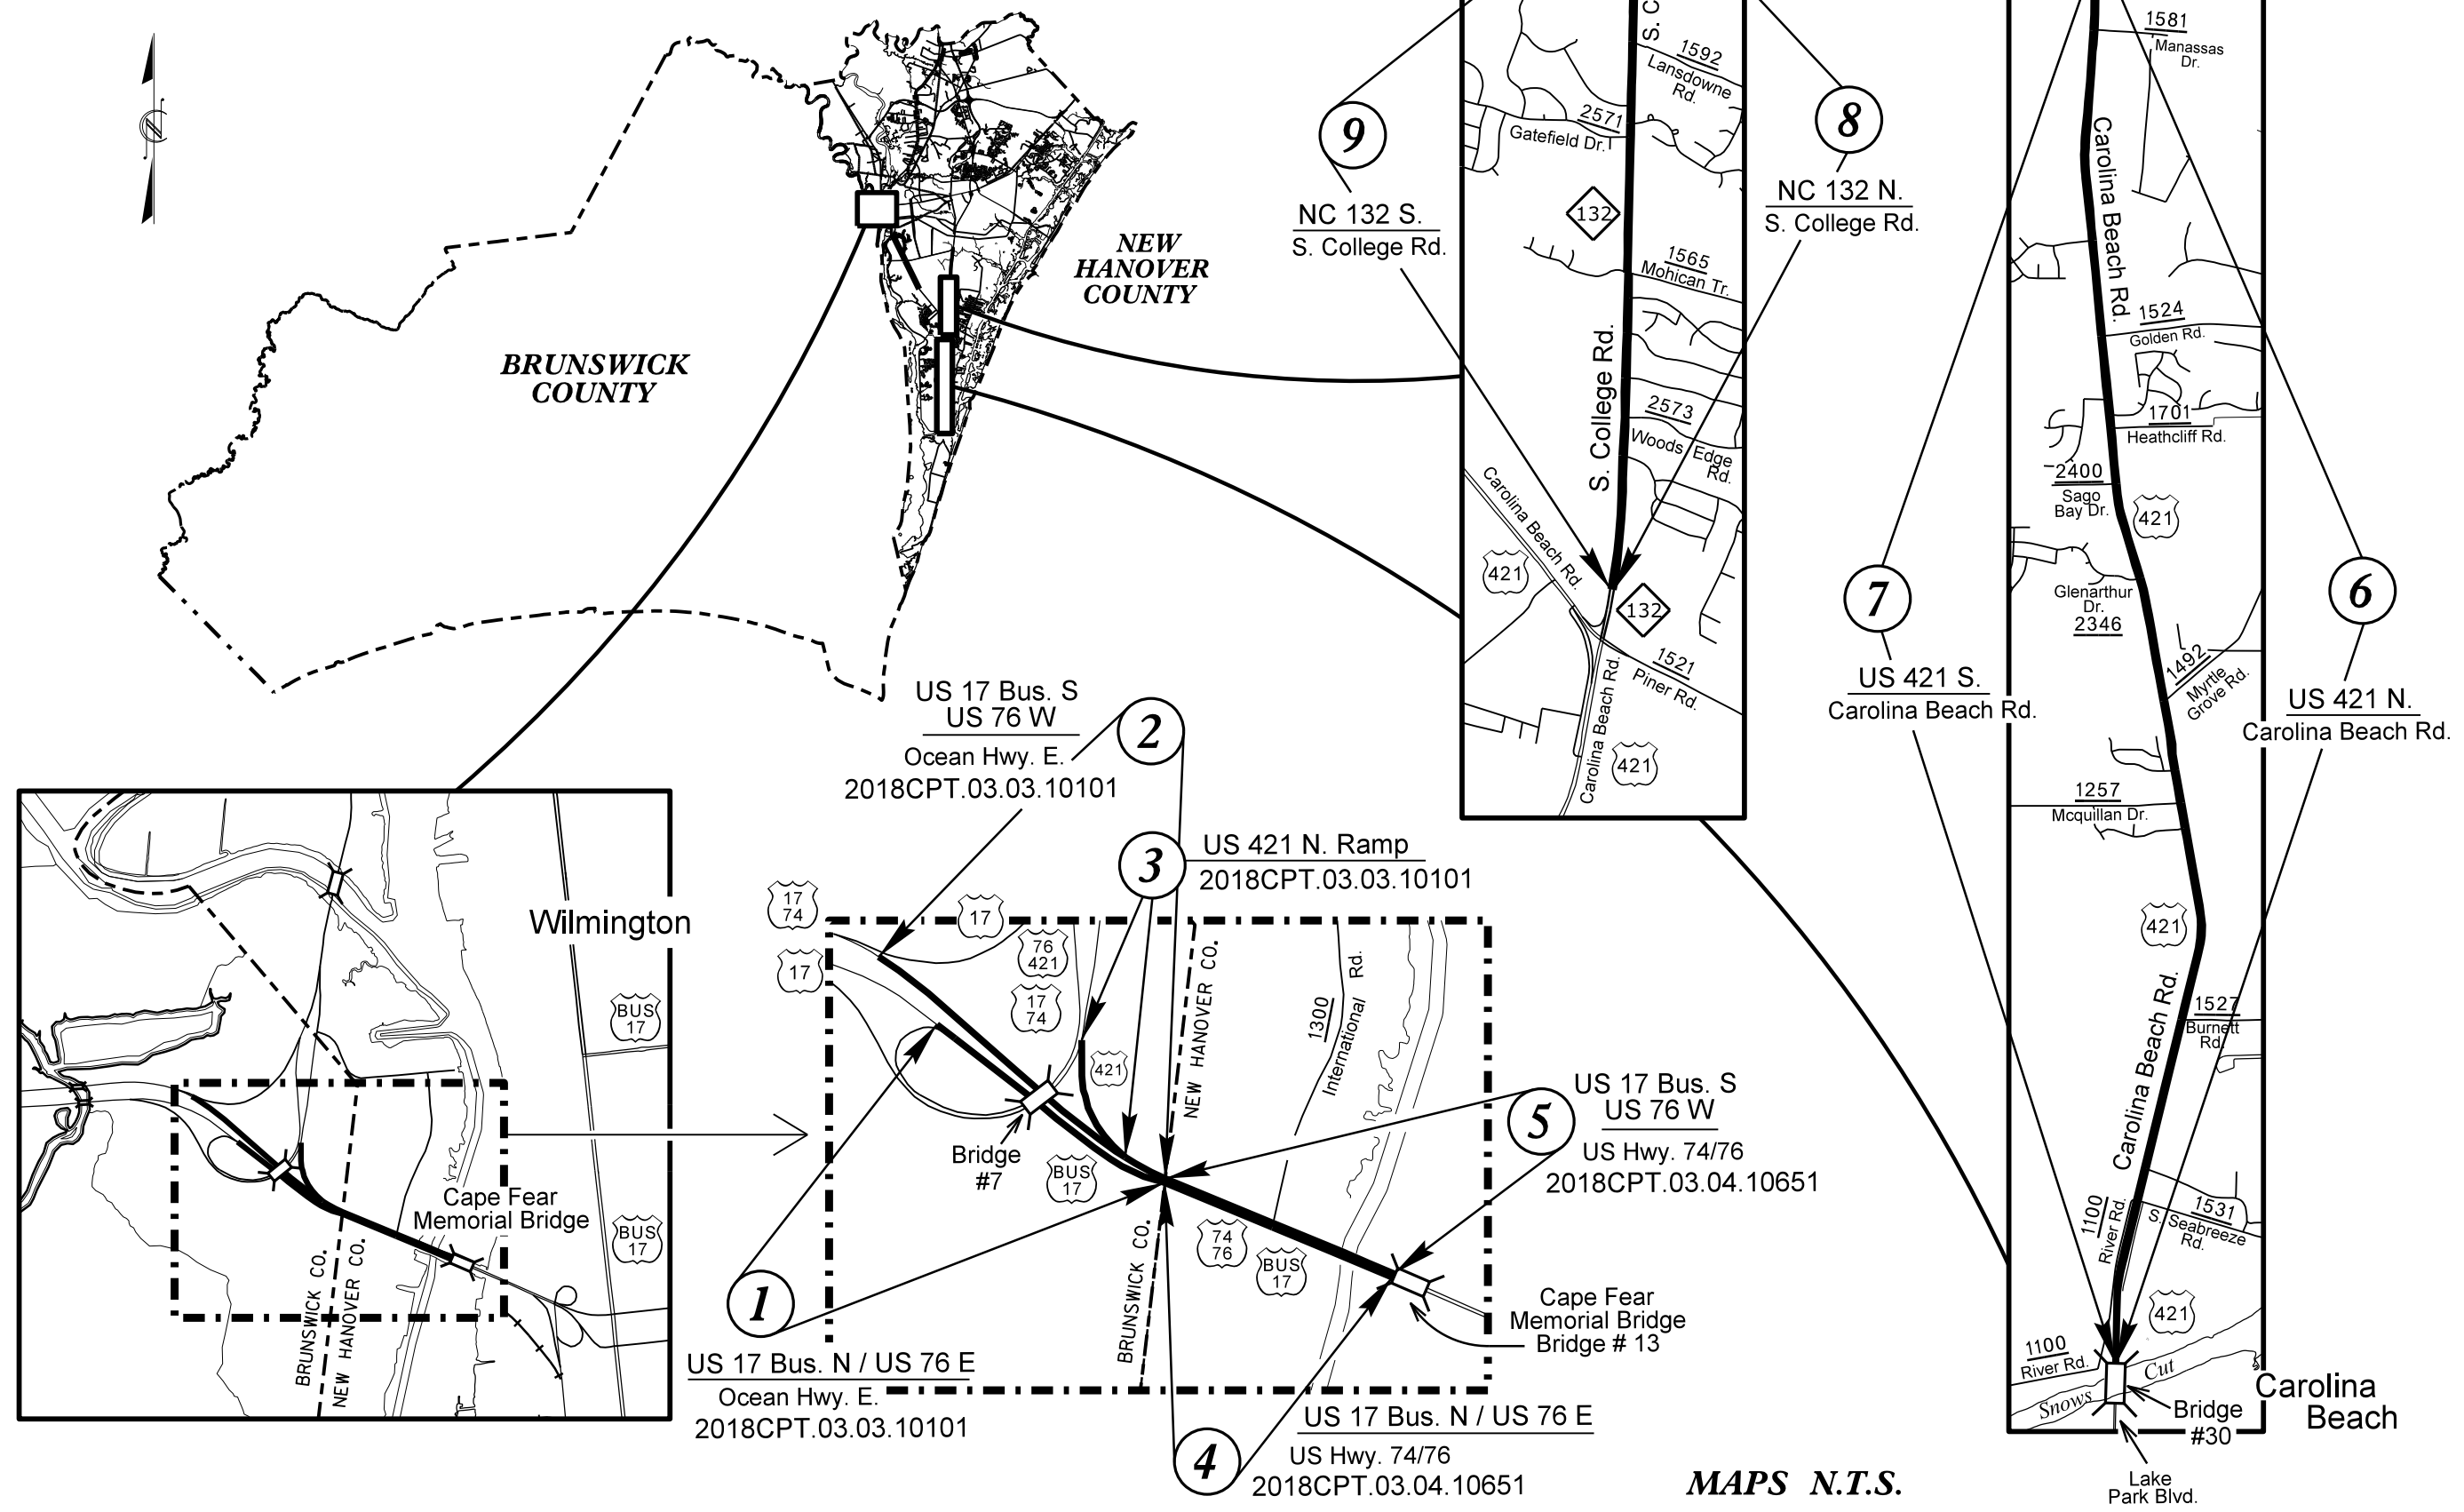 BRUNSWICK
COUNTY
NEW
HANOVER
COUNTY
9
NC 132 S.
S. College Rd.
8
NC 132 N.
S. College Rd.
S. C
1592
Lansdowne
Rd.
2571
Gatefield Dr.
132
1565
Mohican Tr.
S. College Rd.
2573
Woods Edge
Rd.
Carolina Beach Rd.
421
132
1521
Piner Rd.
Carolina Beach Rd.
421
1581
Manassas
Dr.
Carolina Beach Rd.
1524
Golden Rd.
1701
Heathcliff Rd.
2400
Sago
Bay Dr.
421
Glenarthur
Dr.
2346
1492
Myrtle
Grove Rd.
7
US 421 S.
Carolina Beach Rd.
6
US 421 N.
Carolina Beach Rd.
1257
Mcquillan Dr.
421
Carolina Beach Rd.
1527
Burnett
Rd.
1100
River Rd.
1531
S. Seabreeze
Rd.
421
1100
River Rd.
Snows Cut
Carolina
Beach
Bridge
#30
Lake
Park Blvd.
US 17 Bus. S
US 76 W
Ocean Hwy. E.
2018CPT.03.03.10101
2
3
US 421 N. Ramp
2018CPT.03.03.10101
Wilmington
BUS
17
BUS
17
Cape Fear
Memorial Bridge
BRUNSWICK CO.
NEW HANOVER CO.
17
74
17
17
76
421
17
74
421
NEW HANOVER CO.
1300
International Rd.
Bridge
#7
BUS
17
BRUNSWICK CO.
74
76
BUS
17
5
US 17 Bus. S
US 76 W
US Hwy. 74/76
2018CPT.03.04.10651
Cape Fear
Memorial Bridge
Bridge # 13
1
US 17 Bus. N / US 76 E
Ocean Hwy. E.
2018CPT.03.03.10101
4
US 17 Bus. N / US 76 E
US Hwy. 74/76
2018CPT.03.04.10651
MAPS N.T.S.